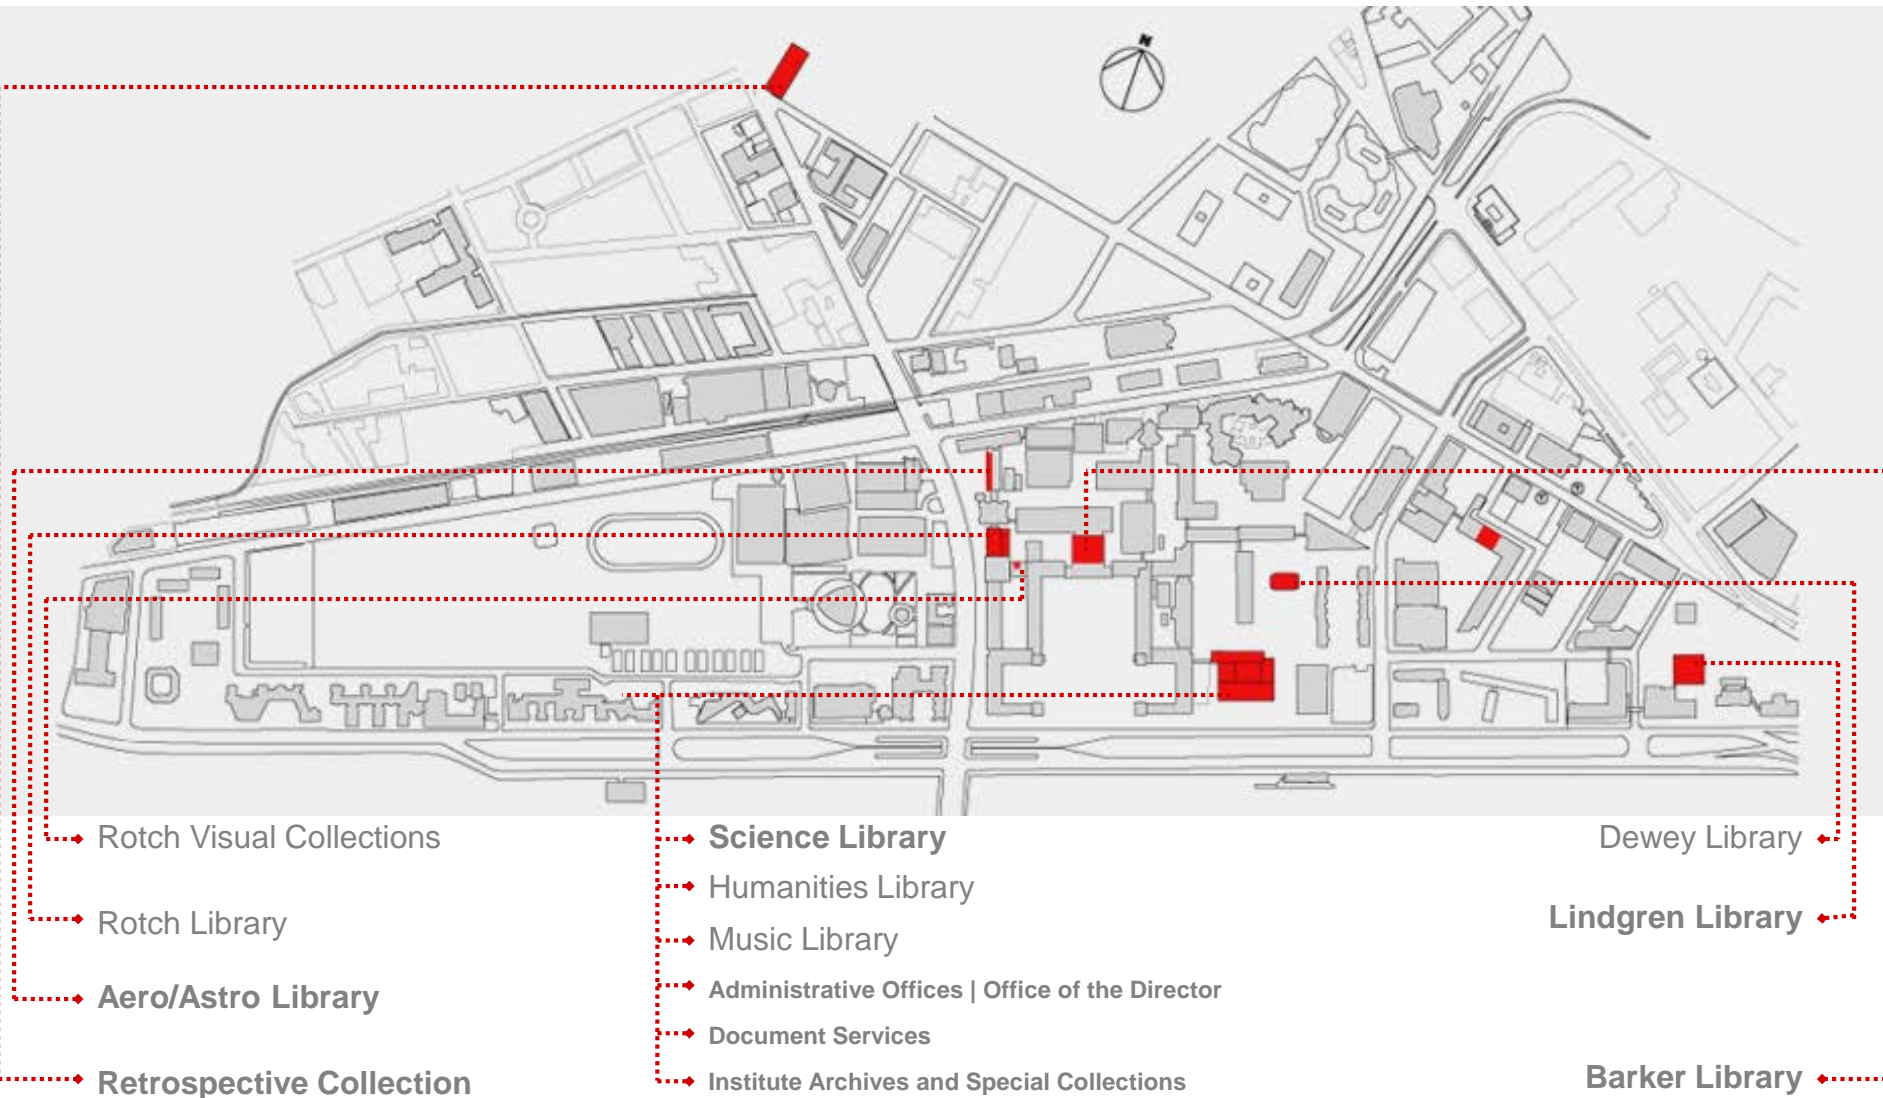 N
Rotch Visual Collections
Rotch Library
Aero/Astro Library
Retrospective Collection
Science Library
Humanities Library
Music Library
Administrative Offices | Office of the Director
Document Services
Institute Archives and Special Collections
Dewey Library
Lindgren Library
Barker Library